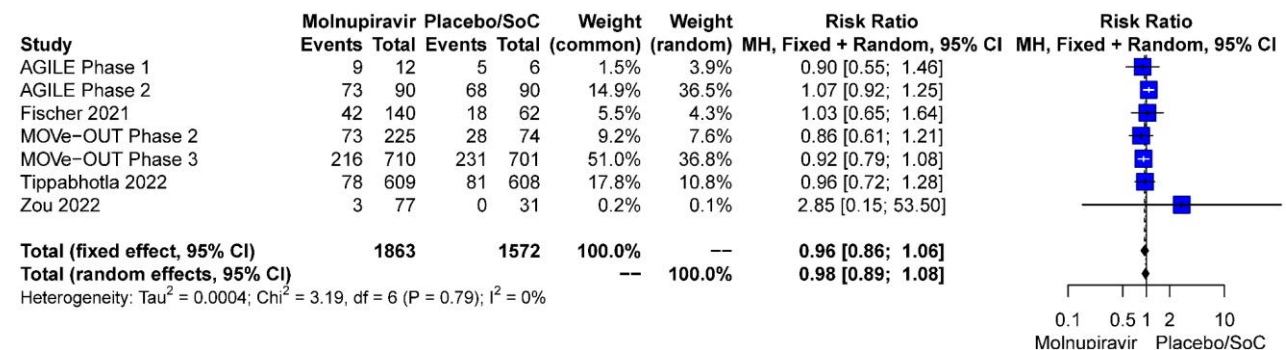 Molnupiravir Placebo/SoC Weight Weight Risk Ratio Risk Ratio
Study Events Total Events Total (common) (random) MH, Fixed + Random, 95% CI MH, Fixed + Random, 95% CI
AGILE Phase 1 9 12 5 6 1.5% 3.9% 0.90 [0.55; 1.46]
AGILE Phase 2 73 90 68 90 14.9% 36.5% 1.07 [0.92; 1.25]
Fischer 2021 42 140 18 62 5.5% 4.3% 1.03 [0.65; 1.64]
MOVe−OUT Phase 2 73 225 28 74 9.2% 7.6% 0.86 [0.61; 1.21]
MOVe−OUT Phase 3 216 710 231 701 51.0% 36.8% 0.92 [0.79; 1.08]
Tippabhotla 2022 78 609 81 608 17.8% 10.8% 0.96 [0.72; 1.28]
Zou 2022 3 77 0 31 0.2% 0.1% 2.85 [0.15; 53.50]
Total (fixed effect, 95% CI) 1863 1572 100.0% −− 0.96 [0.86; 1.06]
Total (random effects, 95% CI) −− 100.0% 0.98 [0.89; 1.08]
Heterogeneity: Tau² = 0.0004; Chi² = 3.19, df = 6 (P = 0.79); I² = 0%
0.1 0.5 1 2 10
Molnupiravir Placebo/SoC